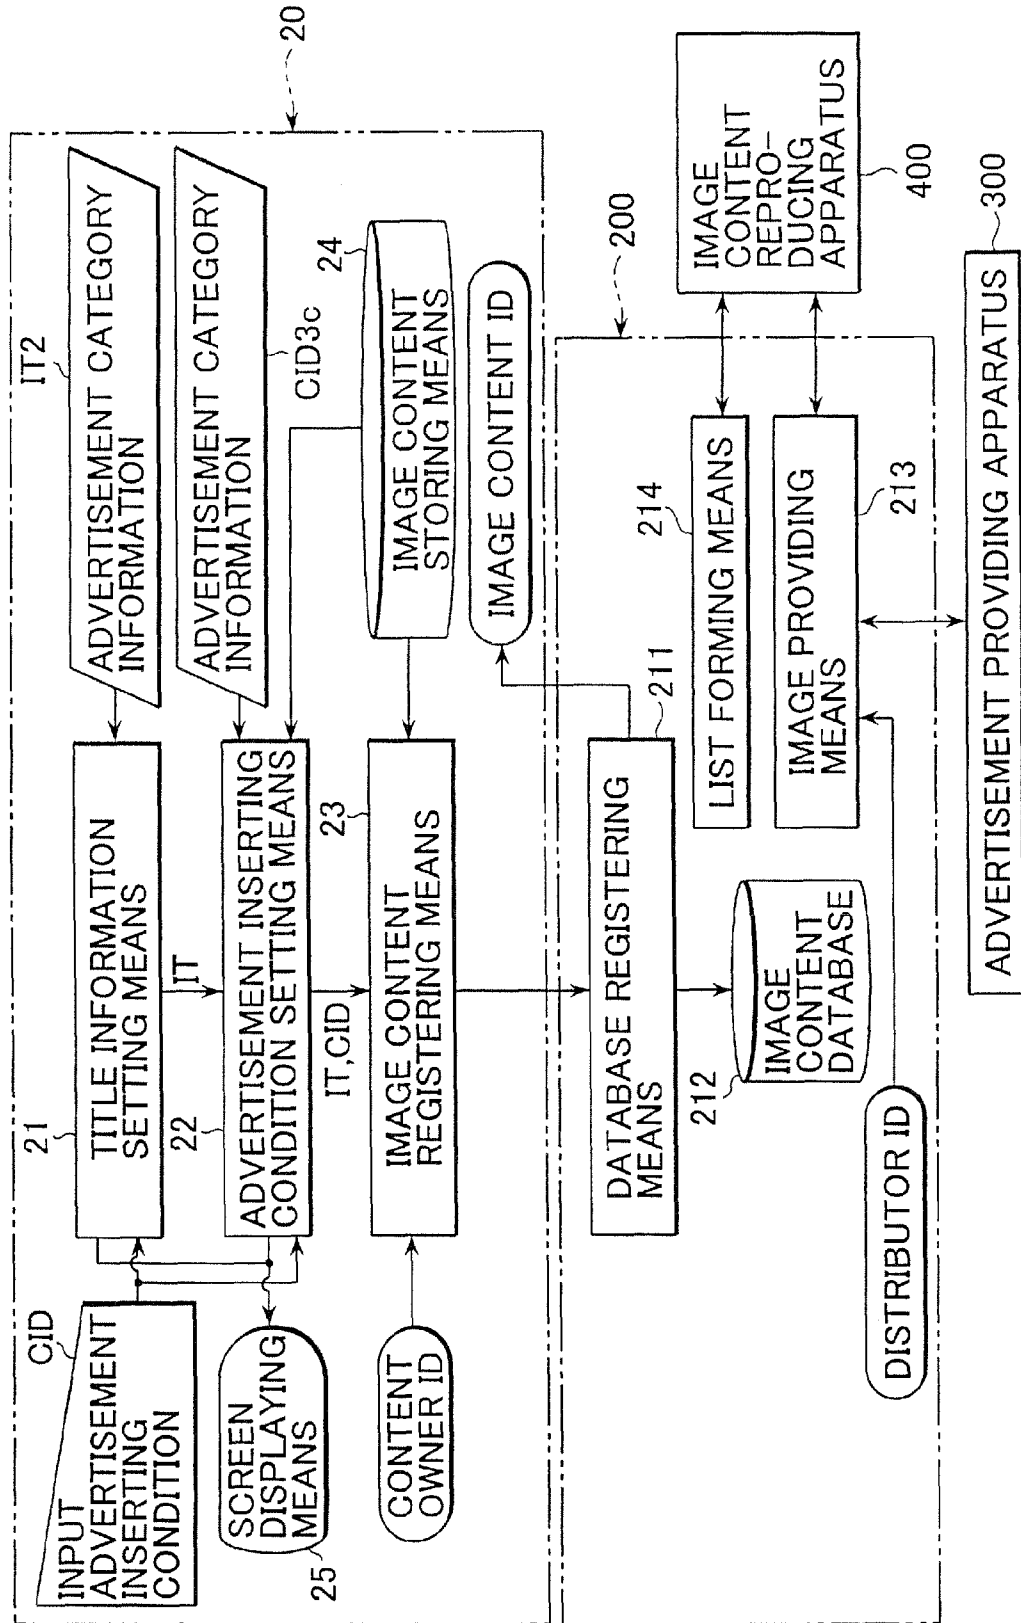 20
IT2
ADVERTISEMENT CATEGORY
INFORMATION
ADVERTISEMENT CATEGORY
INFORMATION
CID3c
24
IMAGE CONTENT
STORING MEANS
IMAGE CONTENT ID
21
TITLE INFORMATION
SETTING MEANS
IT
22
ADVERTISEMENT INSERTING
CONDITION SETTING MEANS
IT,CID
23
IMAGE CONTENT
REGISTERING MEANS
CID
INPUT
ADVERTISEMENT
INSERTING
CONDITION
SCREEN
DISPLAYING
MEANS
25
CONTENT
OWNER ID
200
211
DATABASE REGISTERING
MEANS
212
IMAGE
CONTENT
DATABASE
214
LIST FORMING MEANS
IMAGE PROVIDING
MEANS
213
DISTRIBUTOR ID
IMAGE
CONTENT
REPRO-
DUCING
APPARATUS
400
300
ADVERTISEMENT PROVIDING APPARATUS